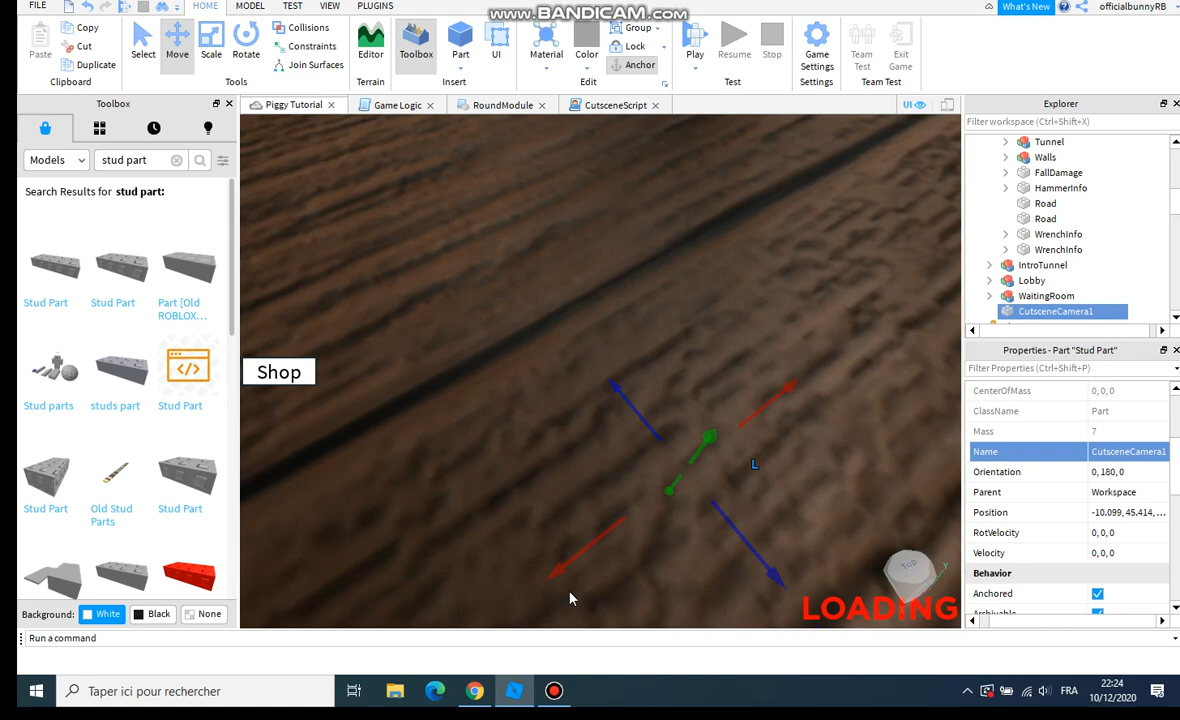 FILE HOME MODEL TEST VIEW PLUGINS www.BANDICAM.com What's New officialbunnyRB
Copy Collisions Group
Cut Constraints Lock
Paste Duplicate Select Move Scale Rotate Join Surfaces Editor Toolbox Part UI Material Color Anchor Play Resume Stop Game Settings Team Test Exit Game
Clipboard Tools Terrain Insert Edit Test Settings Team Test
Toolbox
Piggy Tutorial Game Logic RoundModule CutsceneScript UI
Explorer
Filter workspace (Ctrl+Shift+X)
Models stud part
Search Results for stud part:
Stud Part Stud Part Part [Old ROBLOX...
Stud parts studs part Stud Part
Stud Part Old Stud Parts Stud Part
Background: White Black None
Shop
L
Top
Y
LOADING
Tunnel
Walls
FallDamage
HammerInfo
Road
Road
WrenchInfo
WrenchInfo
IntroTunnel
Lobby
WaitingRoom
CutsceneCamera1
Properties - Part "Stud Part"
Filter Properties (Ctrl+Shift+P)
CenterOfMass 0, 0, 0
ClassName Part
Mass 7
Name CutsceneCamera1
Orientation 0, 180, 0
Parent Workspace
Position -10.099, 45.414, ...
RotVelocity 0, 0, 0
Velocity 0, 0, 0
Behavior
Anchored
Archivable
Run a command
Taper ici pour rechercher
FRA
22:24
10/12/2020